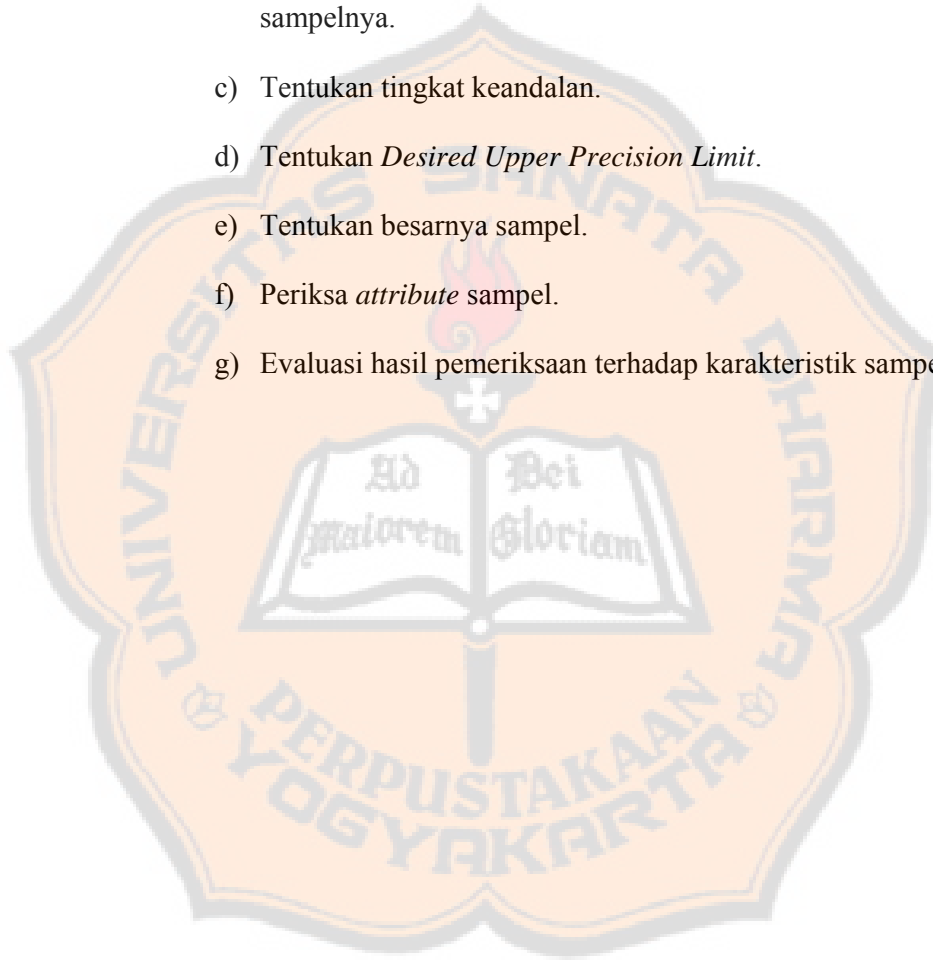 sampelnya.
c) Tentukan tingkat keandalan.
d) Tentukan Desired Upper Precision Limit.
e) Tentukan besarnya sampel.
f) Periksa attribute sampel.
g) Evaluasi hasil pemeriksaan terhadap karakteristik sampe
UNIVERSITAS SANATA DHARMA
Ad Dei
maiorem Gloriam
PERPUSTAKAAN
YOGYAKARTA